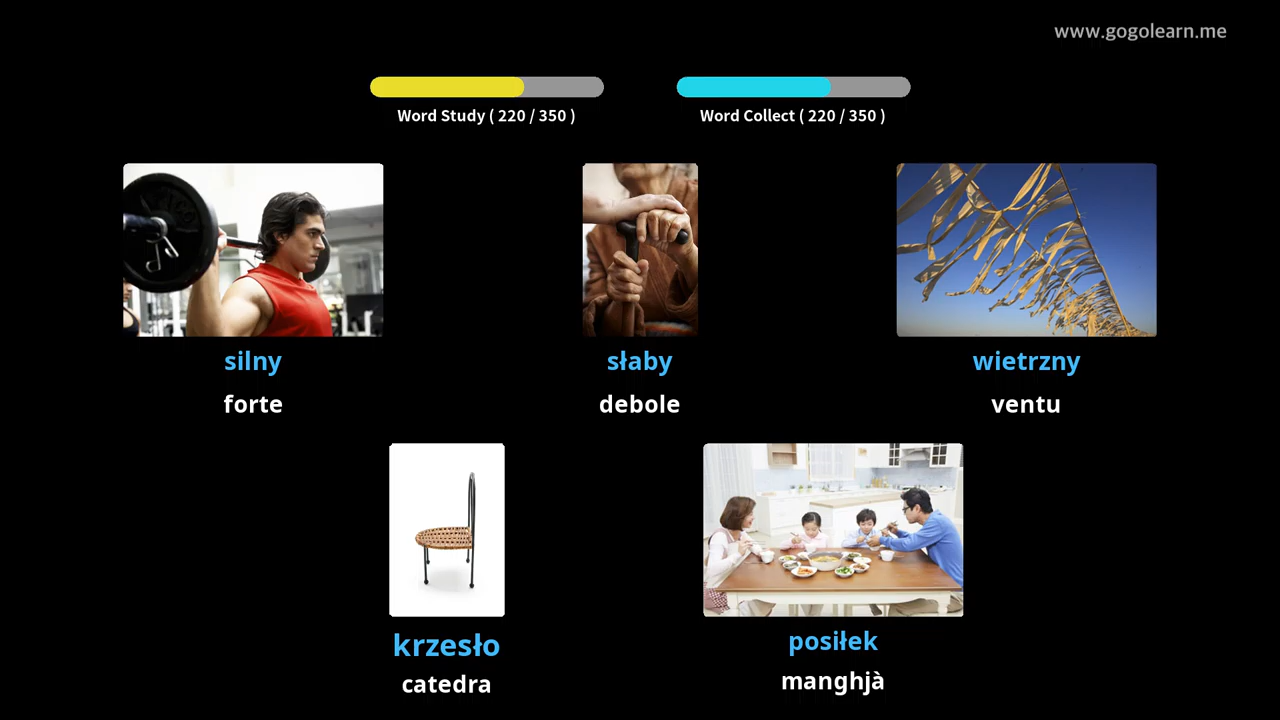 www.gogolearn.me
Word Study ( 220 / 350 )
Word Collect ( 220 / 350 )
silny
słaby
wietrzny
forte
debole
ventu
krzesło
posiłek
catedra
manghjà